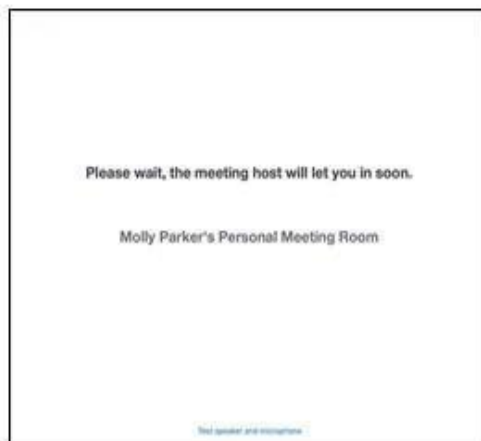 Please wait, the meeting host will let you in soon.
Molly Parker's Personal Meeting Room
Test speaker and microphone